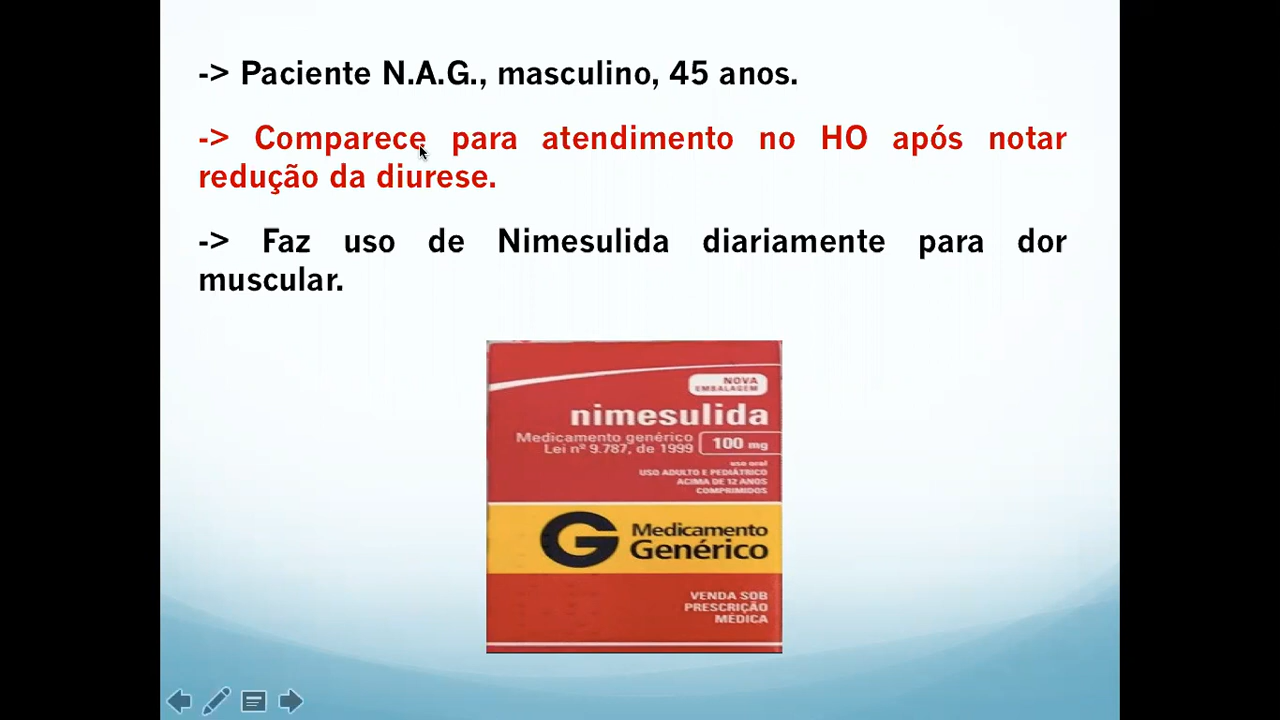 -> Paciente N.A.G., masculino, 45 anos.
-> Comparece para atendimento no HO após notar
redução da diurese.
-> Faz uso de Nimesulida diariamente para dor
muscular.
NOVA
EMBALAGEM
nimesulida
Medicamento genérico
Lei nº 9.787, de 1999
100 mg
uso oral
USO ADULTO E PEDIÁTRICO
ACIMA DE 12 ANOS
COMPRIMIDOS
G Medicamento
Genérico
VENDA SOB
PRESCRIÇÃO
MÉDICA